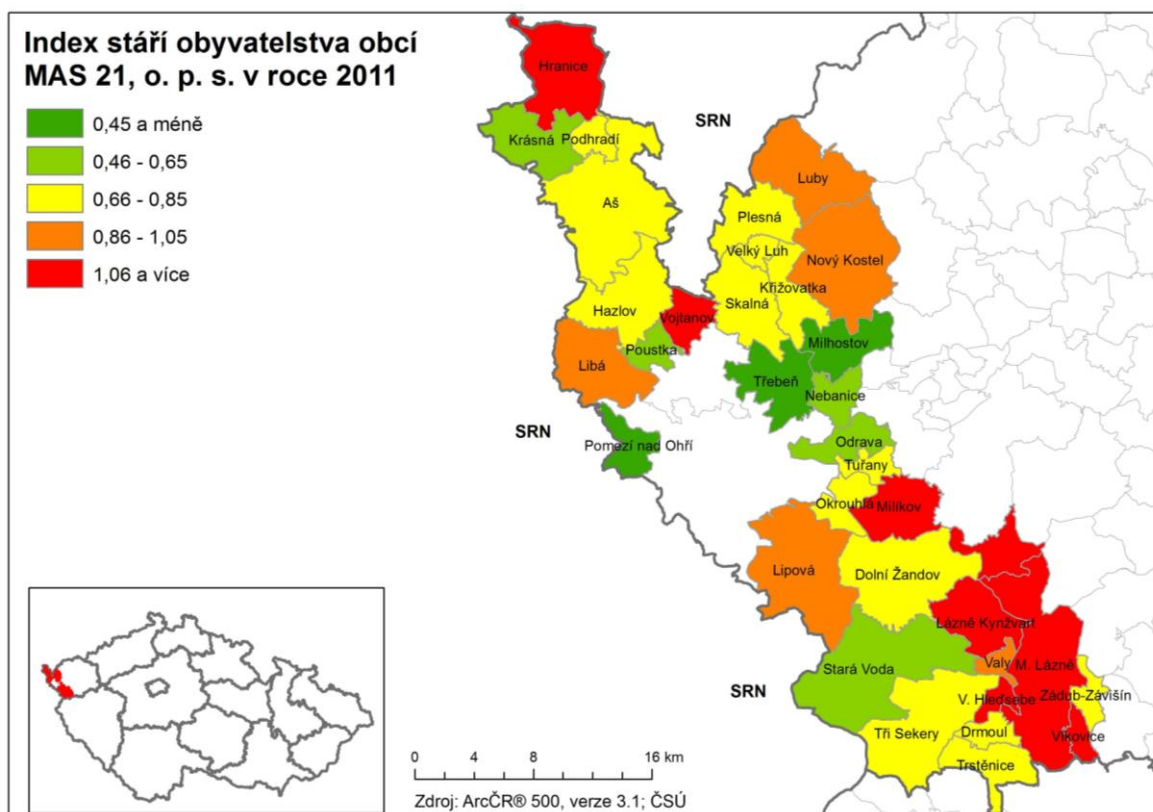 Index stáří obyvatelstva obcí
MAS 21, o. p. s. v roce 2011
0,45 a méně
0,46 - 0,65
0,66 - 0,85
0,86 - 1,05
1,06 a více
Hranice
Krásná
Podhradí
SRN
Luby
Aš
Plesná
Velký Luh
Nový Kostel
Křižovatka
Skalná
Hazlov
Vojtanov
Poustka
Milhostov
Libá
Třebeň
Nebanice
SRN
Pomezí nad Ohří
Odrava
Tuřany
Okrouhlá
Milíkov
Lipová
Dolní Žandov
Lázně Kynžvart
Stará Voda
Valy
M. Lázně
SRN
V. Hleďsebe
Zádub-Závišín
Tři Sekery
Drmoul
Vlkovice
Trstěnice
0 4 8 16 km
Zdroj: ArcČR® 500, verze 3.1; ČSÚ